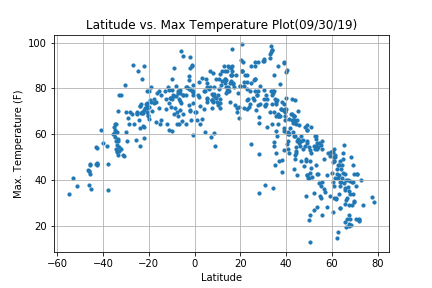 Latitude vs. Max Temperature Plot(09/30/19)
100
80
60
40
20
Max. Temperature (F)
−60 −40 −20 0 20 40 60 80
Latitude